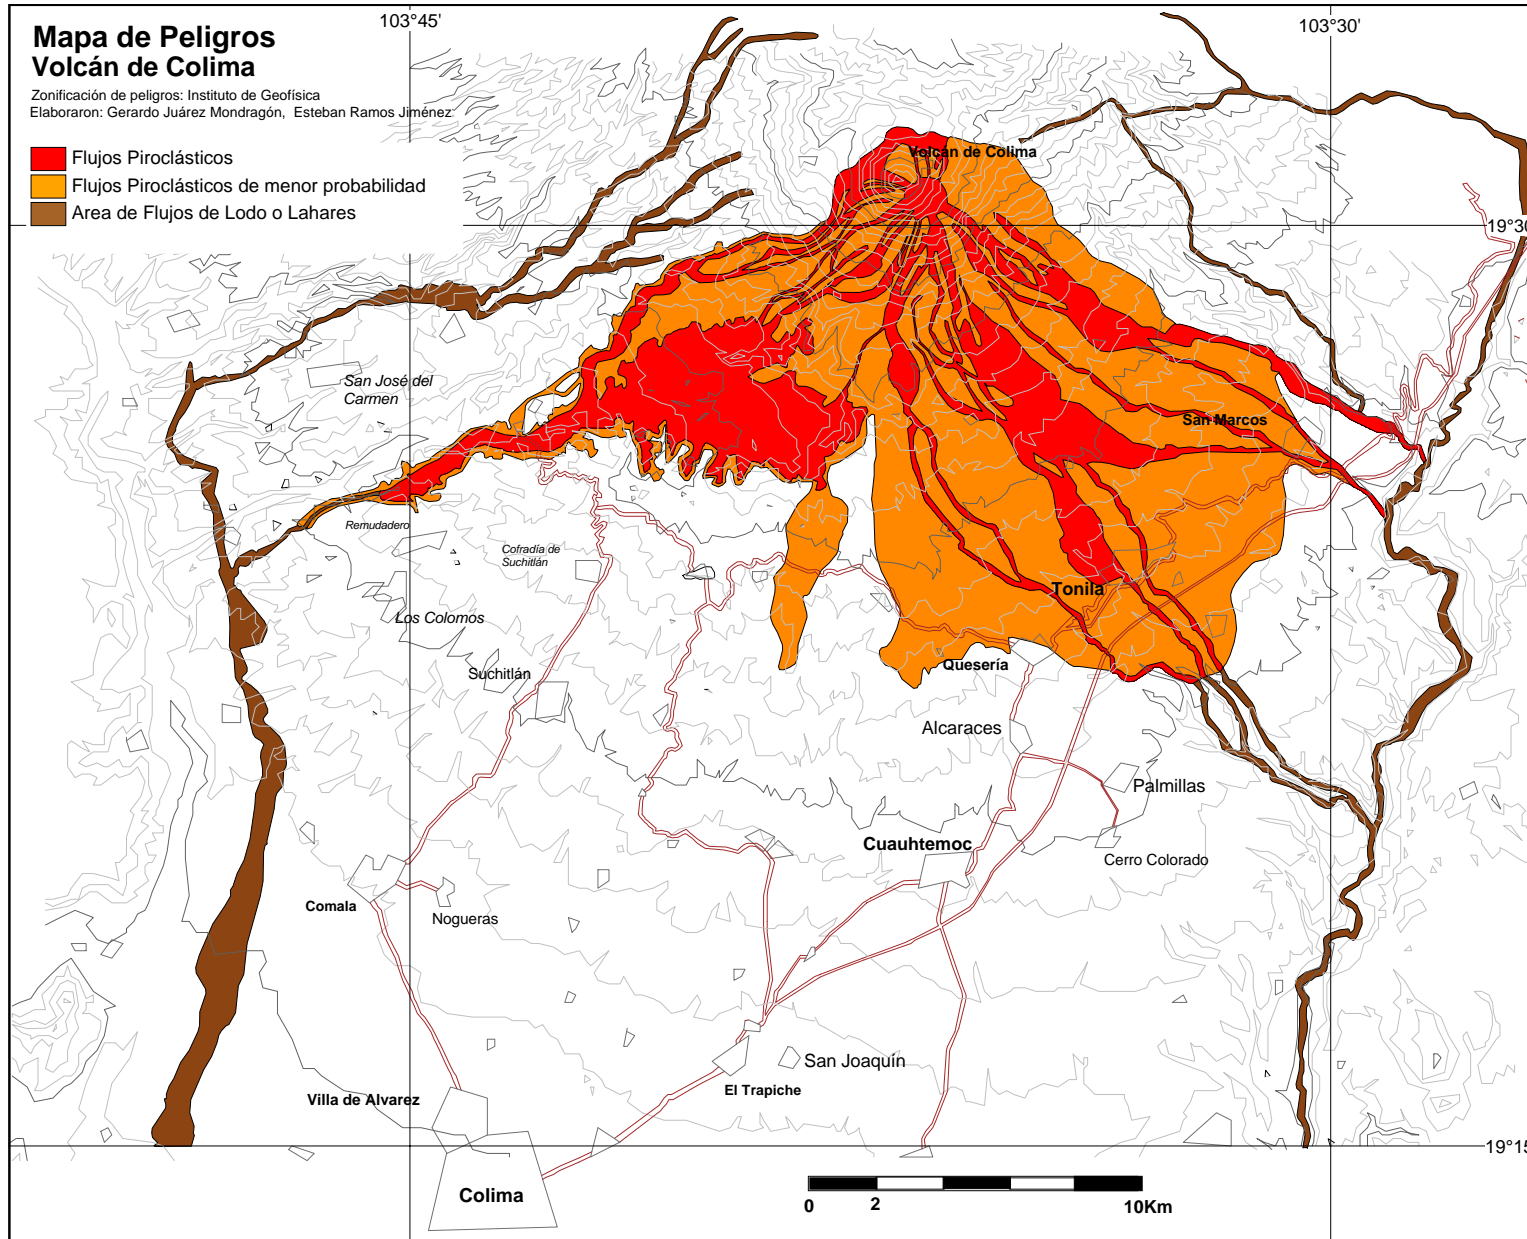 103°45'
103°30'
Mapa de Peligros
Volcán de Colima
Zonificación de peligros: Instituto de Geofísica
Elaboraron: Gerardo Juárez Mondragón, Esteban Ramos Jiménez
Flujos Piroclásticos
Flujos Piroclásticos de menor probabilidad
Area de Flujos de Lodo o Lahares
Volcán de Colima
19°30
San José del
Carmen
San Marcos
Remudadero
Cofradía de
Suchitlán
Tonila
Los Colomos
Quesería
Suchitlán
Alcaraces
Palmillas
Cuauhtemoc
Cerro Colorado
Comala
Nogueras
San Joaquín
El Trapiche
Villa de Alvarez
19°15
Colima
0 2 10Km